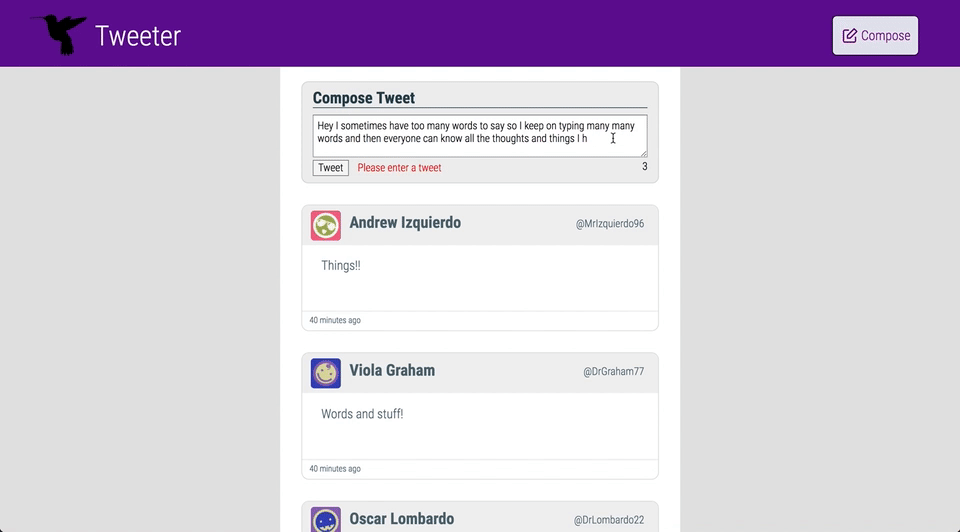 Tweeter
Compose
Compose Tweet
Hey I sometimes have too many words to say so I keep on typing many many
words and then everyone can know all the thoughts and things I h
Tweet
Please enter a tweet
3
Andrew Izquierdo
@MrIzquierdo96
Things!!
40 minutes ago
Viola Graham
@DrGraham77
Words and stuff!
40 minutes ago
Oscar Lombardo
@DrLombardo22